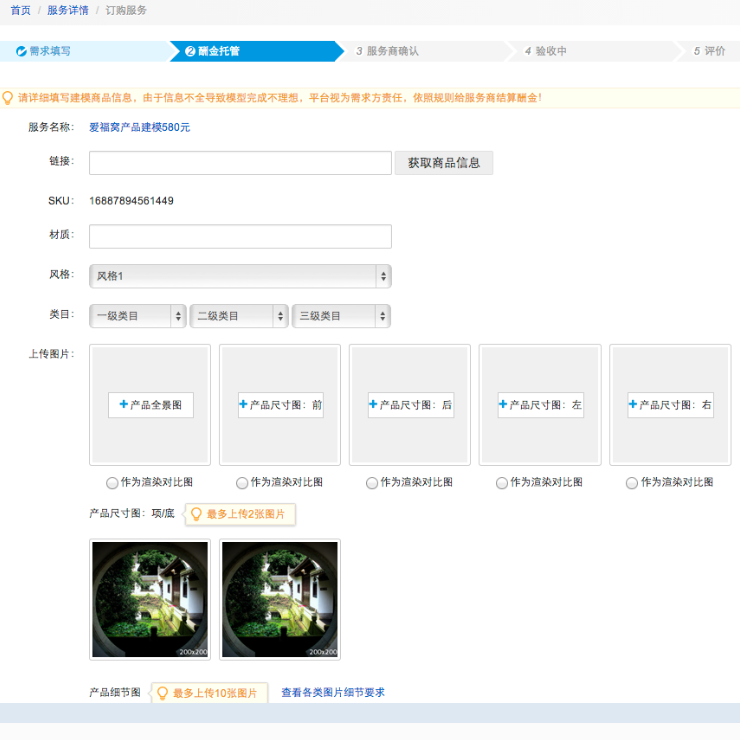 首页 / 服务详情 / 订购服务
需求填写 2 酬金托管 3 服务商确认 4 验收中 5 评价
请详细填写建模商品信息，由于信息不全导致模型完成不理想，平台视为需求方责任，依照规则给服务商结算酬金！
服务名称： 爱福窝产品建模580元
链接： 获取商品信息
SKU： 16887894561449
材质：
风格： 风格1
类目： 一级类目 二级类目 三级类目
上传图片：
+产品全景图 +产品尺寸图：前 +产品尺寸图：后 +产品尺寸图：左 +产品尺寸图：右
作为渲染对比图 作为渲染对比图 作为渲染对比图 作为渲染对比图 作为渲染对比图
产品尺寸图：项/底 最多上传2张图片
200x200 200x200
产品细节图 最多上传10张图片 查看各类图片细节要求